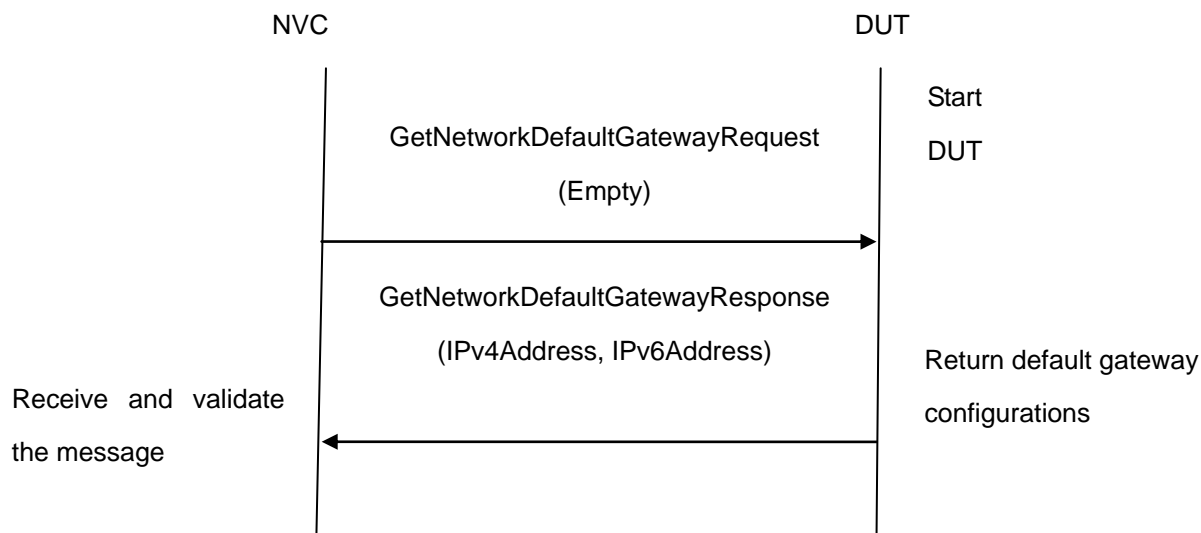 NVC
DUT
Start
DUT
GetNetworkDefaultGatewayRequest
(Empty)
GetNetworkDefaultGatewayResponse
(IPv4Address, IPv6Address)
Return default gateway
configurations
Receive and validate
the message